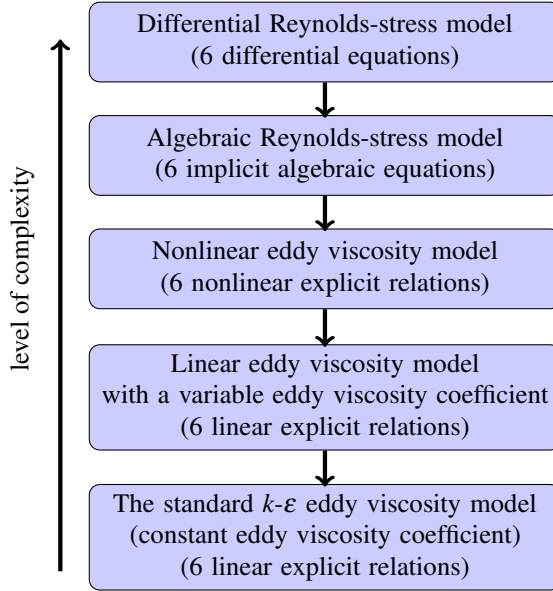 Differential Reynolds-stress model
(6 differential equations)
Algebraic Reynolds-stress model
(6 implicit algebraic equations)
Nonlinear eddy viscosity model
(6 nonlinear explicit relations)
Linear eddy viscosity model
with a variable eddy viscosity coefficient
(6 linear explicit relations)
The standard k-ε eddy viscosity model
(constant eddy viscosity coefficient)
(6 linear explicit relations)
level of complexity